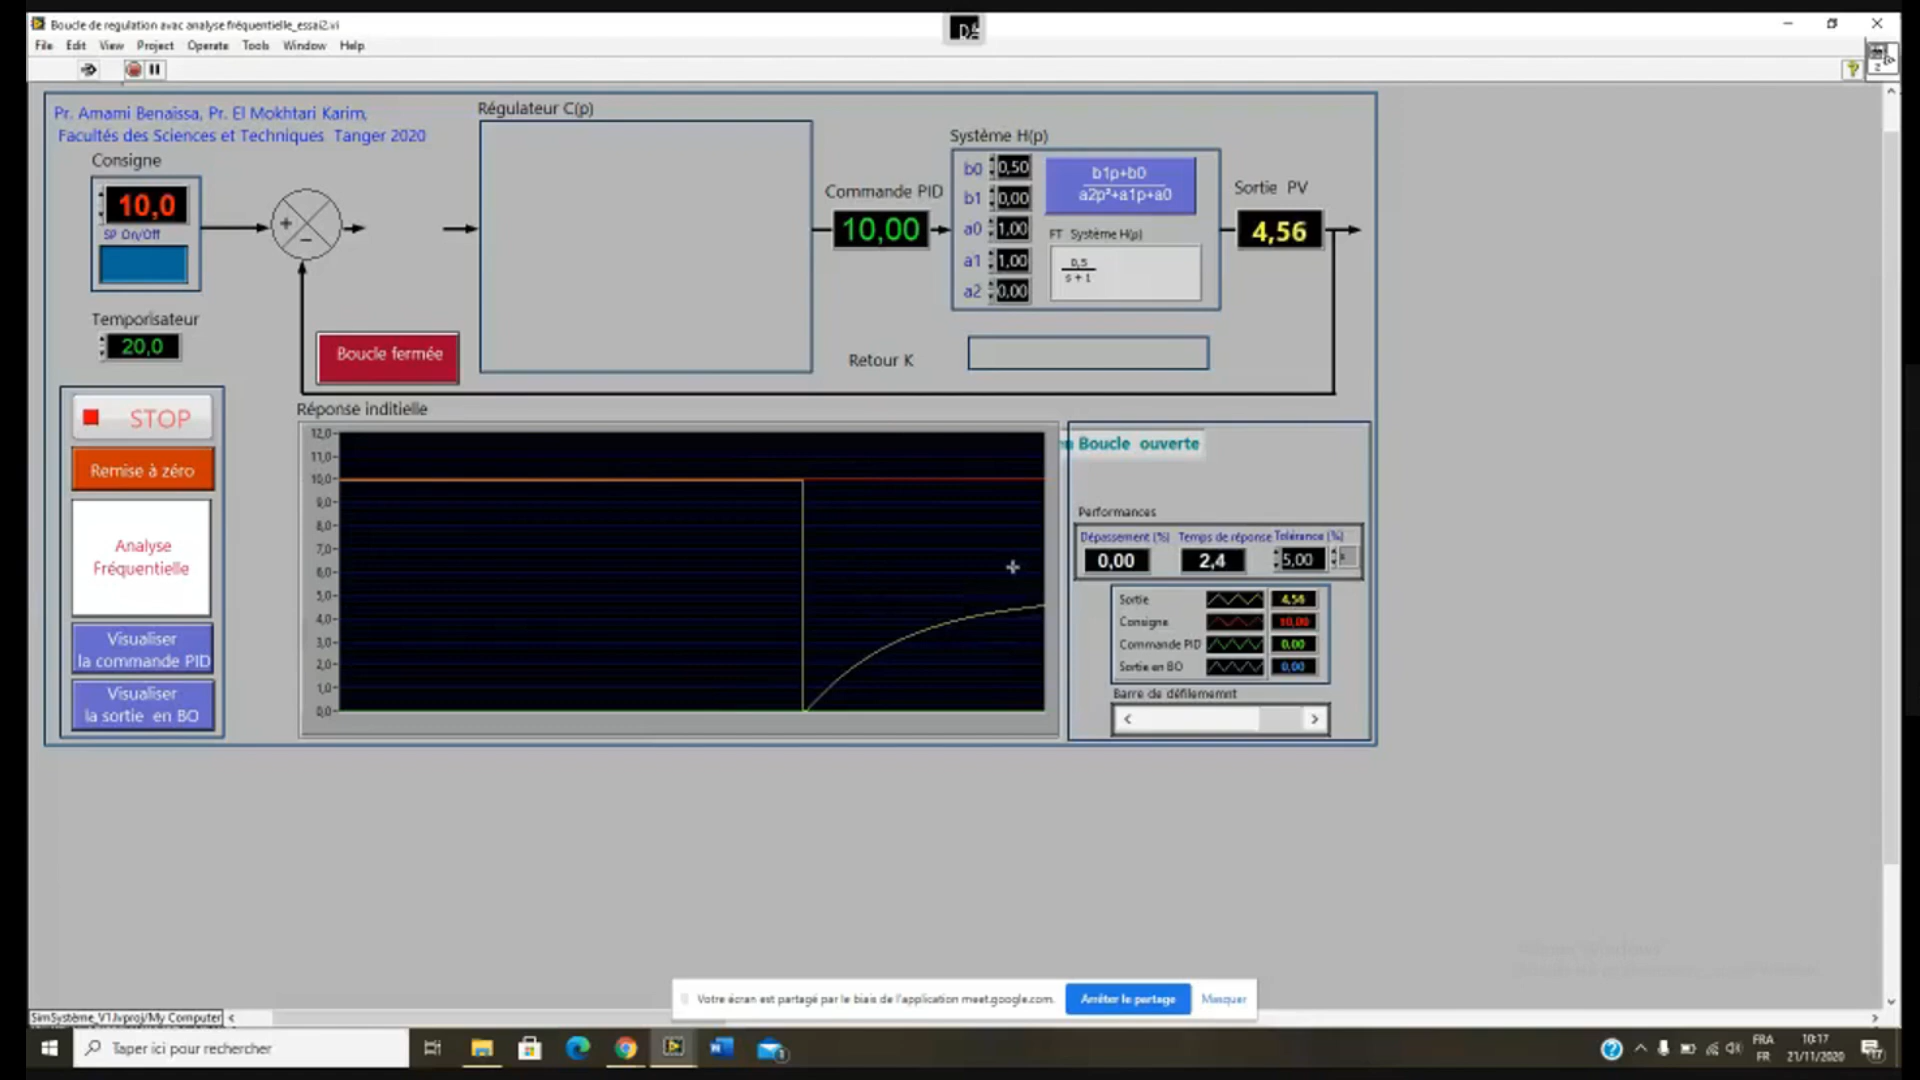 Boucle de regulation avac analyse fréquentielle_essai2.vi
File Edit View Project Operate Tools Window Help
Pr. Amami Benaissa, Pr. El Mokhtari Karim,
Facultés des Sciences et Techniques Tanger 2020
Consigne
10,0
SP On/Off
Temporisateur
20,0
+
−
Boucle fermée
Régulateur C(p)
Commande PID
10,00
Système H(p)
b0 0,50
b1 0,00
a0 1,00
a1 1,00
a2 0,00
b1p+b0
a2p²+a1p+a0
FT Système H(p)
0,5
s+1
Sortie PV
4,56
Retour K
STOP
Remise à zéro
Analyse
Fréquentielle
Visualiser
la commande PID
Visualiser
la sortie en BO
Réponse inditielle
12,0
11,0
10,0
9,0
8,0
7,0
6,0
5,0
4,0
3,0
2,0
1,0
0,0
Boucle ouverte
Performances
Dépassement (%) Temps de réponse Tolérance (%)
0,00 2,4 5,00
Sortie 4,56
Consigne 10,00
Commande PID 0,00
Sortie en BO 0,00
Barre de défilememnt
Votre écran est partagé par le biais de l'application meet.google.com. Arrêter le partage Masquer
SimSystème_V1.lvproj/My Computer
Taper ici pour rechercher
FRA
FR
10:17
21/11/2020